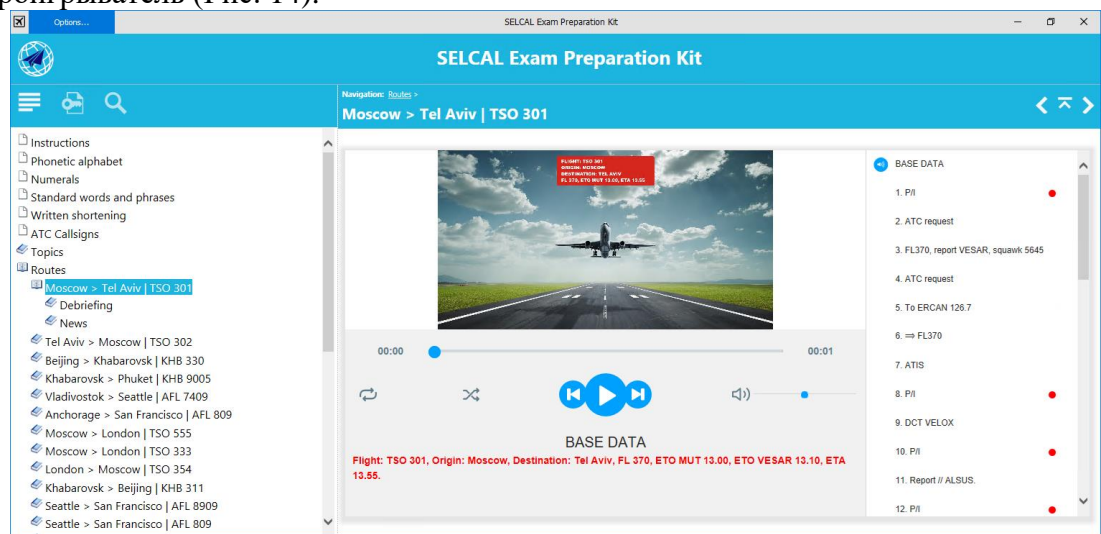 роигрыватель (Рис. 14).
Options...
SELCAL Exam Preparation Kit
SELCAL Exam Preparation Kit
Navigation: Routes >
Moscow > Tel Aviv | TSO 301
Instructions
Phonetic alphabet
Numerals
Standard words and phrases
Written shortening
ATC Callsigns
Topics
Routes
Moscow > Tel Aviv | TSO 301
Debriefing
News
Tel Aviv > Moscow | TSO 302
Beijing > Khabarovsk | KHB 330
Khabarovsk > Phuket | KHB 9005
Vladivostok > Seattle | AFL 7409
Anchorage > San Francisco | AFL 809
Moscow > London | TSO 555
Moscow > London | TSO 333
London > Moscow | TSO 354
Khabarovsk > Beijing | KHB 311
Seattle > San Francisco | AFL 8909
Seattle > San Francisco | AFL 809
FLIGHT: TSO 301
ORIGIN: MOSCOW
DESTINATION: TEL AVIV
FL 370, ETO MUT 13.00, ETA 13.55
00:00
00:01
BASE DATA
Flight: TSO 301, Origin: Moscow, Destination: Tel Aviv, FL 370, ETO MUT 13.00, ETO VESAR 13.10, ETA
13.55.
BASE DATA
1. P/I
2. ATC request
3. FL370, report VESAR, squawk 5645
4. ATC request
5. To ERCAN 126.7
6. ⇒ FL370
7. ATIS
8. P/I
9. DCT VELOX
10. P/I
11. Report // ALSUS.
12. P/I